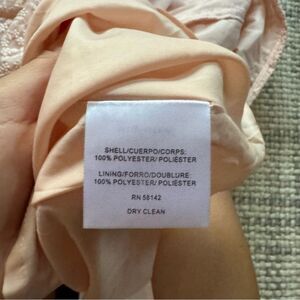 SHELL/CUERPO/CORPS:
100% POLYESTER/ POLIÉSTER
LINING/FORRO/DOUBLURE:
100% POLYESTER/ POLIÉSTER
RN 58142
DRY CLEAN